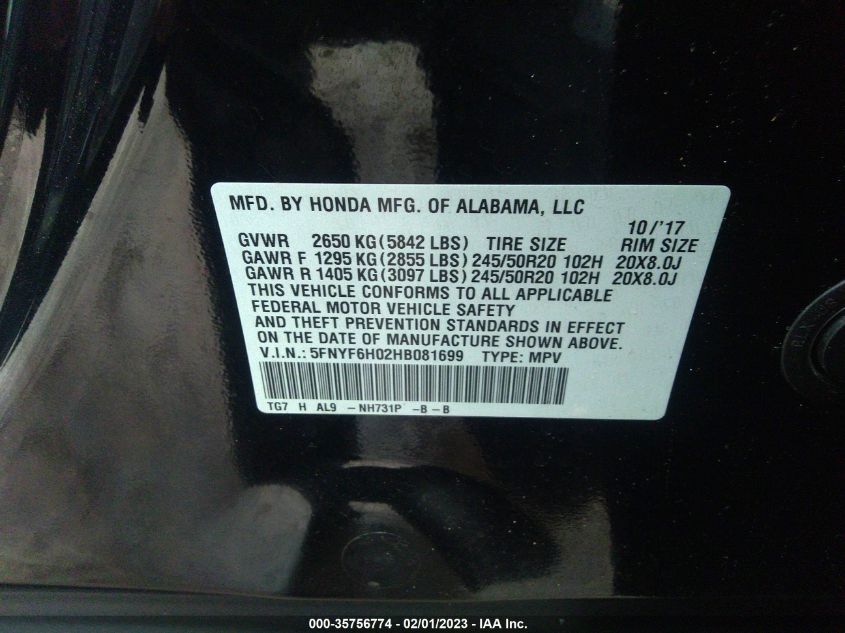 MFD. BY HONDA MFG. OF ALABAMA, LLC
10/'17
GVWR 2650 KG(5842 LBS) TIRE SIZE RIM SIZE
GAWR F 1295 KG(2855 LBS) 245/50R20 102H 20X8.0J
GAWR R 1405 KG(3097 LBS) 245/50R20 102H 20X8.0J
THIS VEHICLE CONFORMS TO ALL APPLICABLE
FEDERAL MOTOR VEHICLE SAFETY
AND THEFT PREVENTION STANDARDS IN EFFECT
ON THE DATE OF MANUFACTURE SHOWN ABOVE.
V.I.N.: 5FNYF6H02HB081699 TYPE: MPV
TG7 H AL9 -NH731P -B-B
000-35756774 - 02/01/2023 - IAA Inc.